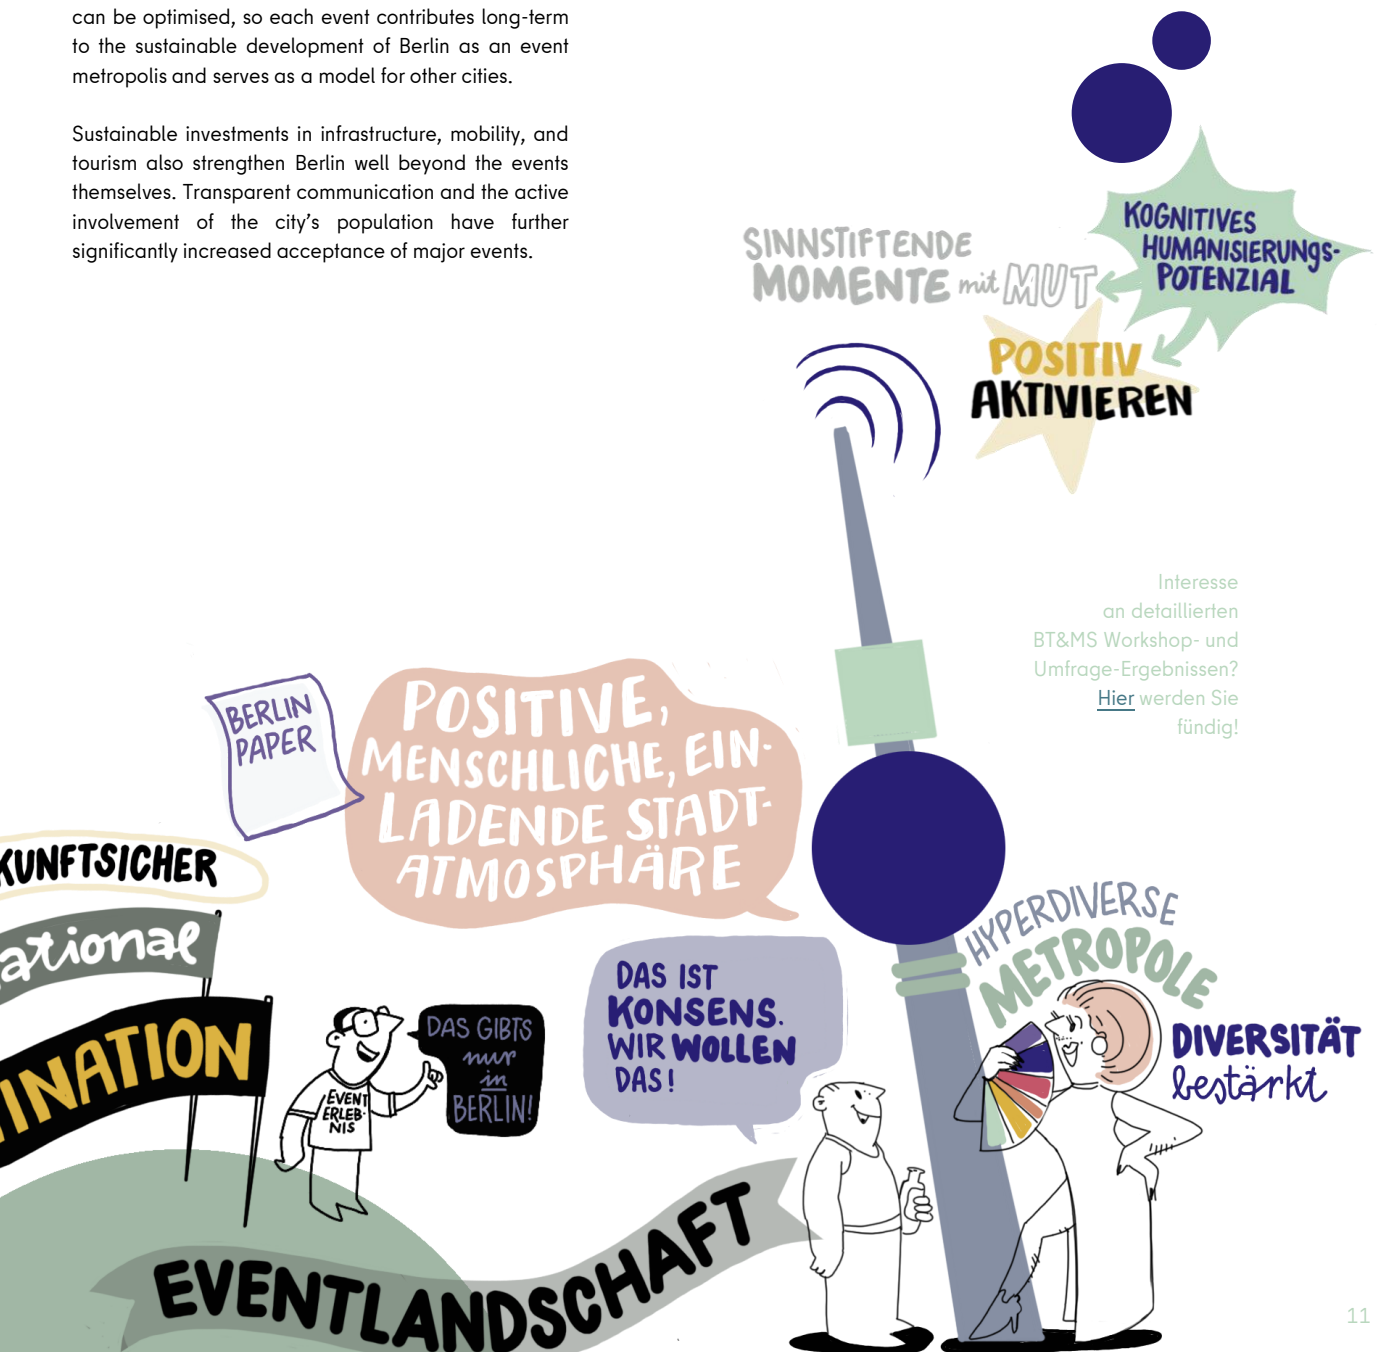 can be optimised, so each event contributes long-term
to the sustainable development of Berlin as an event
metropolis and serves as a model for other cities.
Sustainable investments in infrastructure, mobility, and
tourism also strengthen Berlin well beyond the events
themselves. Transparent communication and the active
involvement of the city’s population have further
significantly increased acceptance of major events.
KOGNITIVES
HUMANISIERUNgS-
POTENZIAL
SINNSTIFTENDE
MOMENTE mit MUT
POSITIV
AKTIVIEREN
Interesse
an detaillierten
BT&MS Workshop- und
Umfrage-Ergebnissen?
Hier werden Sie
fündig!
BERLIN
PAPER
POSITIVE,
MENSCHLICHE, EIN-
LADENDE STADT-
ATMOSPHÄRE
KUNFTSICHER
ational
INATION
EVENT
ERLEB-
NIS
DAS GIBTS
nur
in
BERLIN!
DAS IST
KONSENS.
WIR WOLLEN
DAS!
HYPERDIVERSE
METROPOLE
DIVERSITÄT
bestärkt
EVENTLANDSCHAFT
11